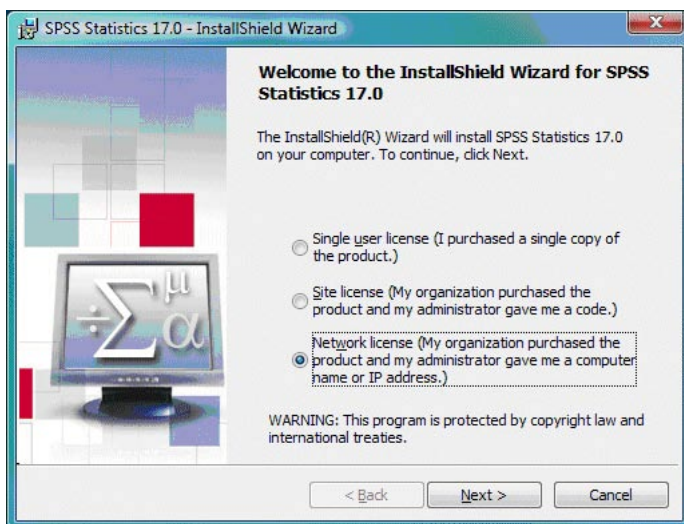 SPSS Statistics 17.0 - InstallShield Wizard
Welcome to the InstallShield Wizard for SPSS
Statistics 17.0
The InstallShield(R) Wizard will install SPSS Statistics 17.0
on your computer. To continue, click Next.
Single user license (I purchased a single copy of
the product.)
Site license (My organization purchased the
product and my administrator gave me a code.)
Network license (My organization purchased the
product and my administrator gave me a computer
name or IP address.)
÷Σμα
WARNING: This program is protected by copyright law and
international treaties.
< Back
Next >
Cancel